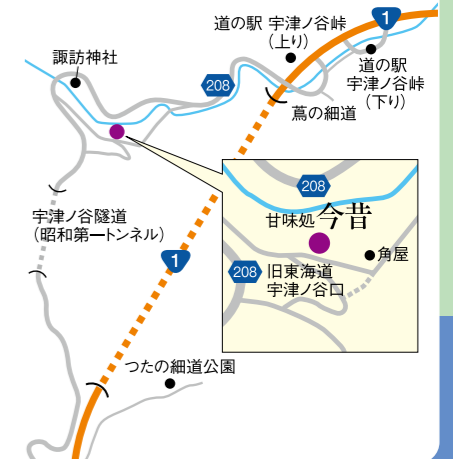 道の駅 宇津ノ谷峠
（上り）
1
諏訪神社
208
道の駅
宇津ノ谷峠
（下り）
蔦の細道
208
甘味処 今昔
宇津ノ谷隧道
（昭和第一トンネル）
角屋
1
208
旧東海道
宇津ノ谷口
つたの細道公園